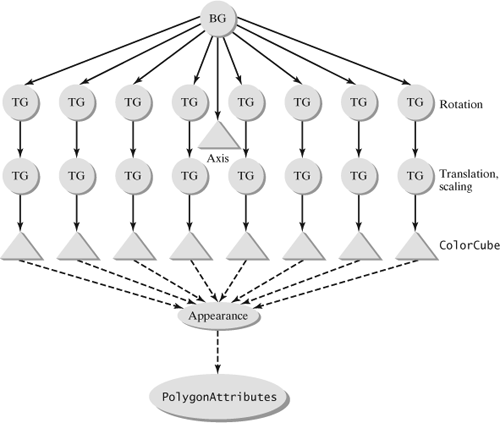 BG
TG TG TG TG TG TG TG TG Rotation
Axis
TG TG TG TG TG TG TG TG Translation,
scaling
ColorCube
Appearance
PolygonAttributes